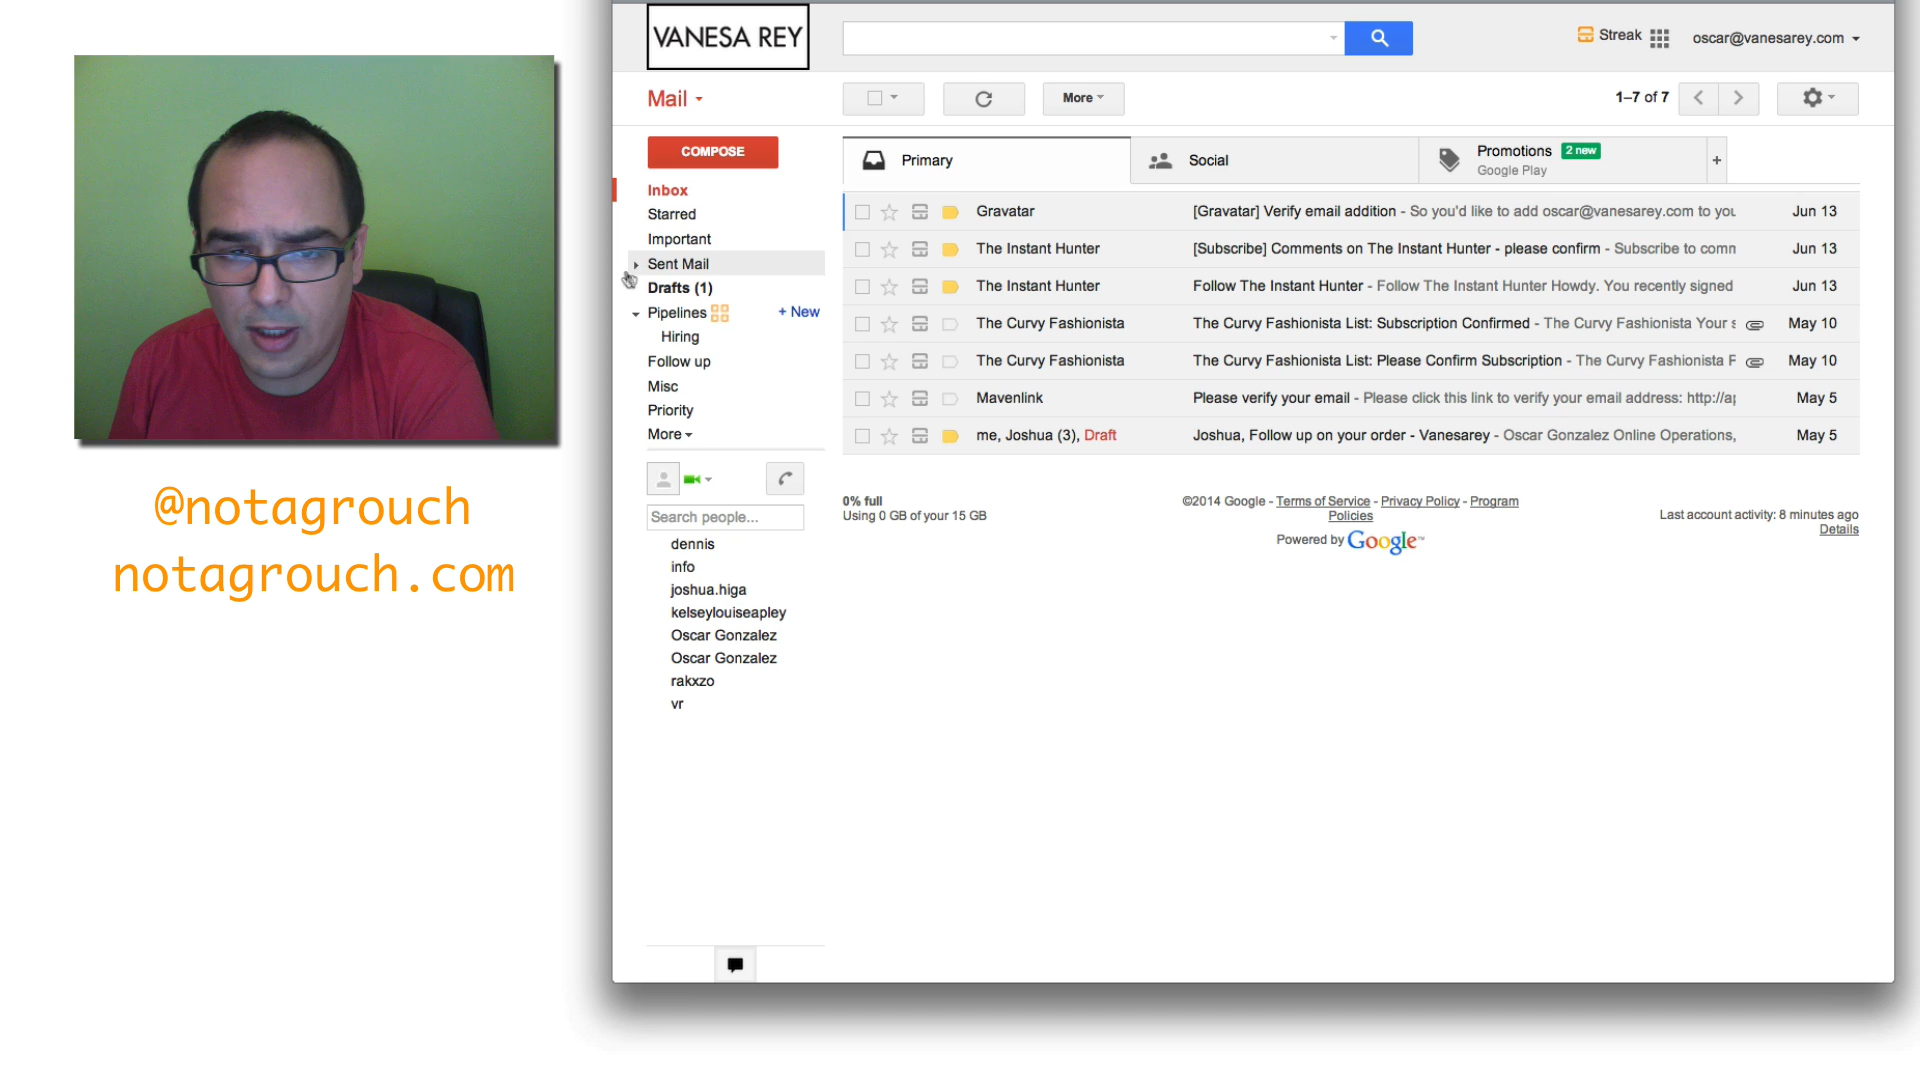 VANESA REY
Streak
oscar@vanesarey.com
Mail
More
1–7 of 7
COMPOSE
Inbox
Starred
Important
Sent Mail
Drafts (1)
Pipelines
+ New
Hiring
Follow up
Misc
Priority
More
Search people...
dennis
info
joshua.higa
kelseylouiseapley
Oscar Gonzalez
Oscar Gonzalez
rakxzo
vr
Primary
Social
Promotions 2 new
Google Play
+
Gravatar [Gravatar] Verify email addition - So you'd like to add oscar@vanesarey.com to you Jun 13
The Instant Hunter [Subscribe] Comments on The Instant Hunter - please confirm - Subscribe to comm Jun 13
The Instant Hunter Follow The Instant Hunter - Follow The Instant Hunter Howdy. You recently signed Jun 13
The Curvy Fashionista The Curvy Fashionista List: Subscription Confirmed - The Curvy Fashionista Your s May 10
The Curvy Fashionista The Curvy Fashionista List: Please Confirm Subscription - The Curvy Fashionista F May 10
Mavenlink Please verify your email - Please click this link to verify your email address: http://ap May 5
me, Joshua (3), Draft Joshua, Follow up on your order - Vanesarey - Oscar Gonzalez Online Operations, May 5
0% full
Using 0 GB of your 15 GB
©2014 Google - Terms of Service - Privacy Policy - Program
Policies
Powered by Google™
Last account activity: 8 minutes ago
Details
@notagrouch
notagrouch.com